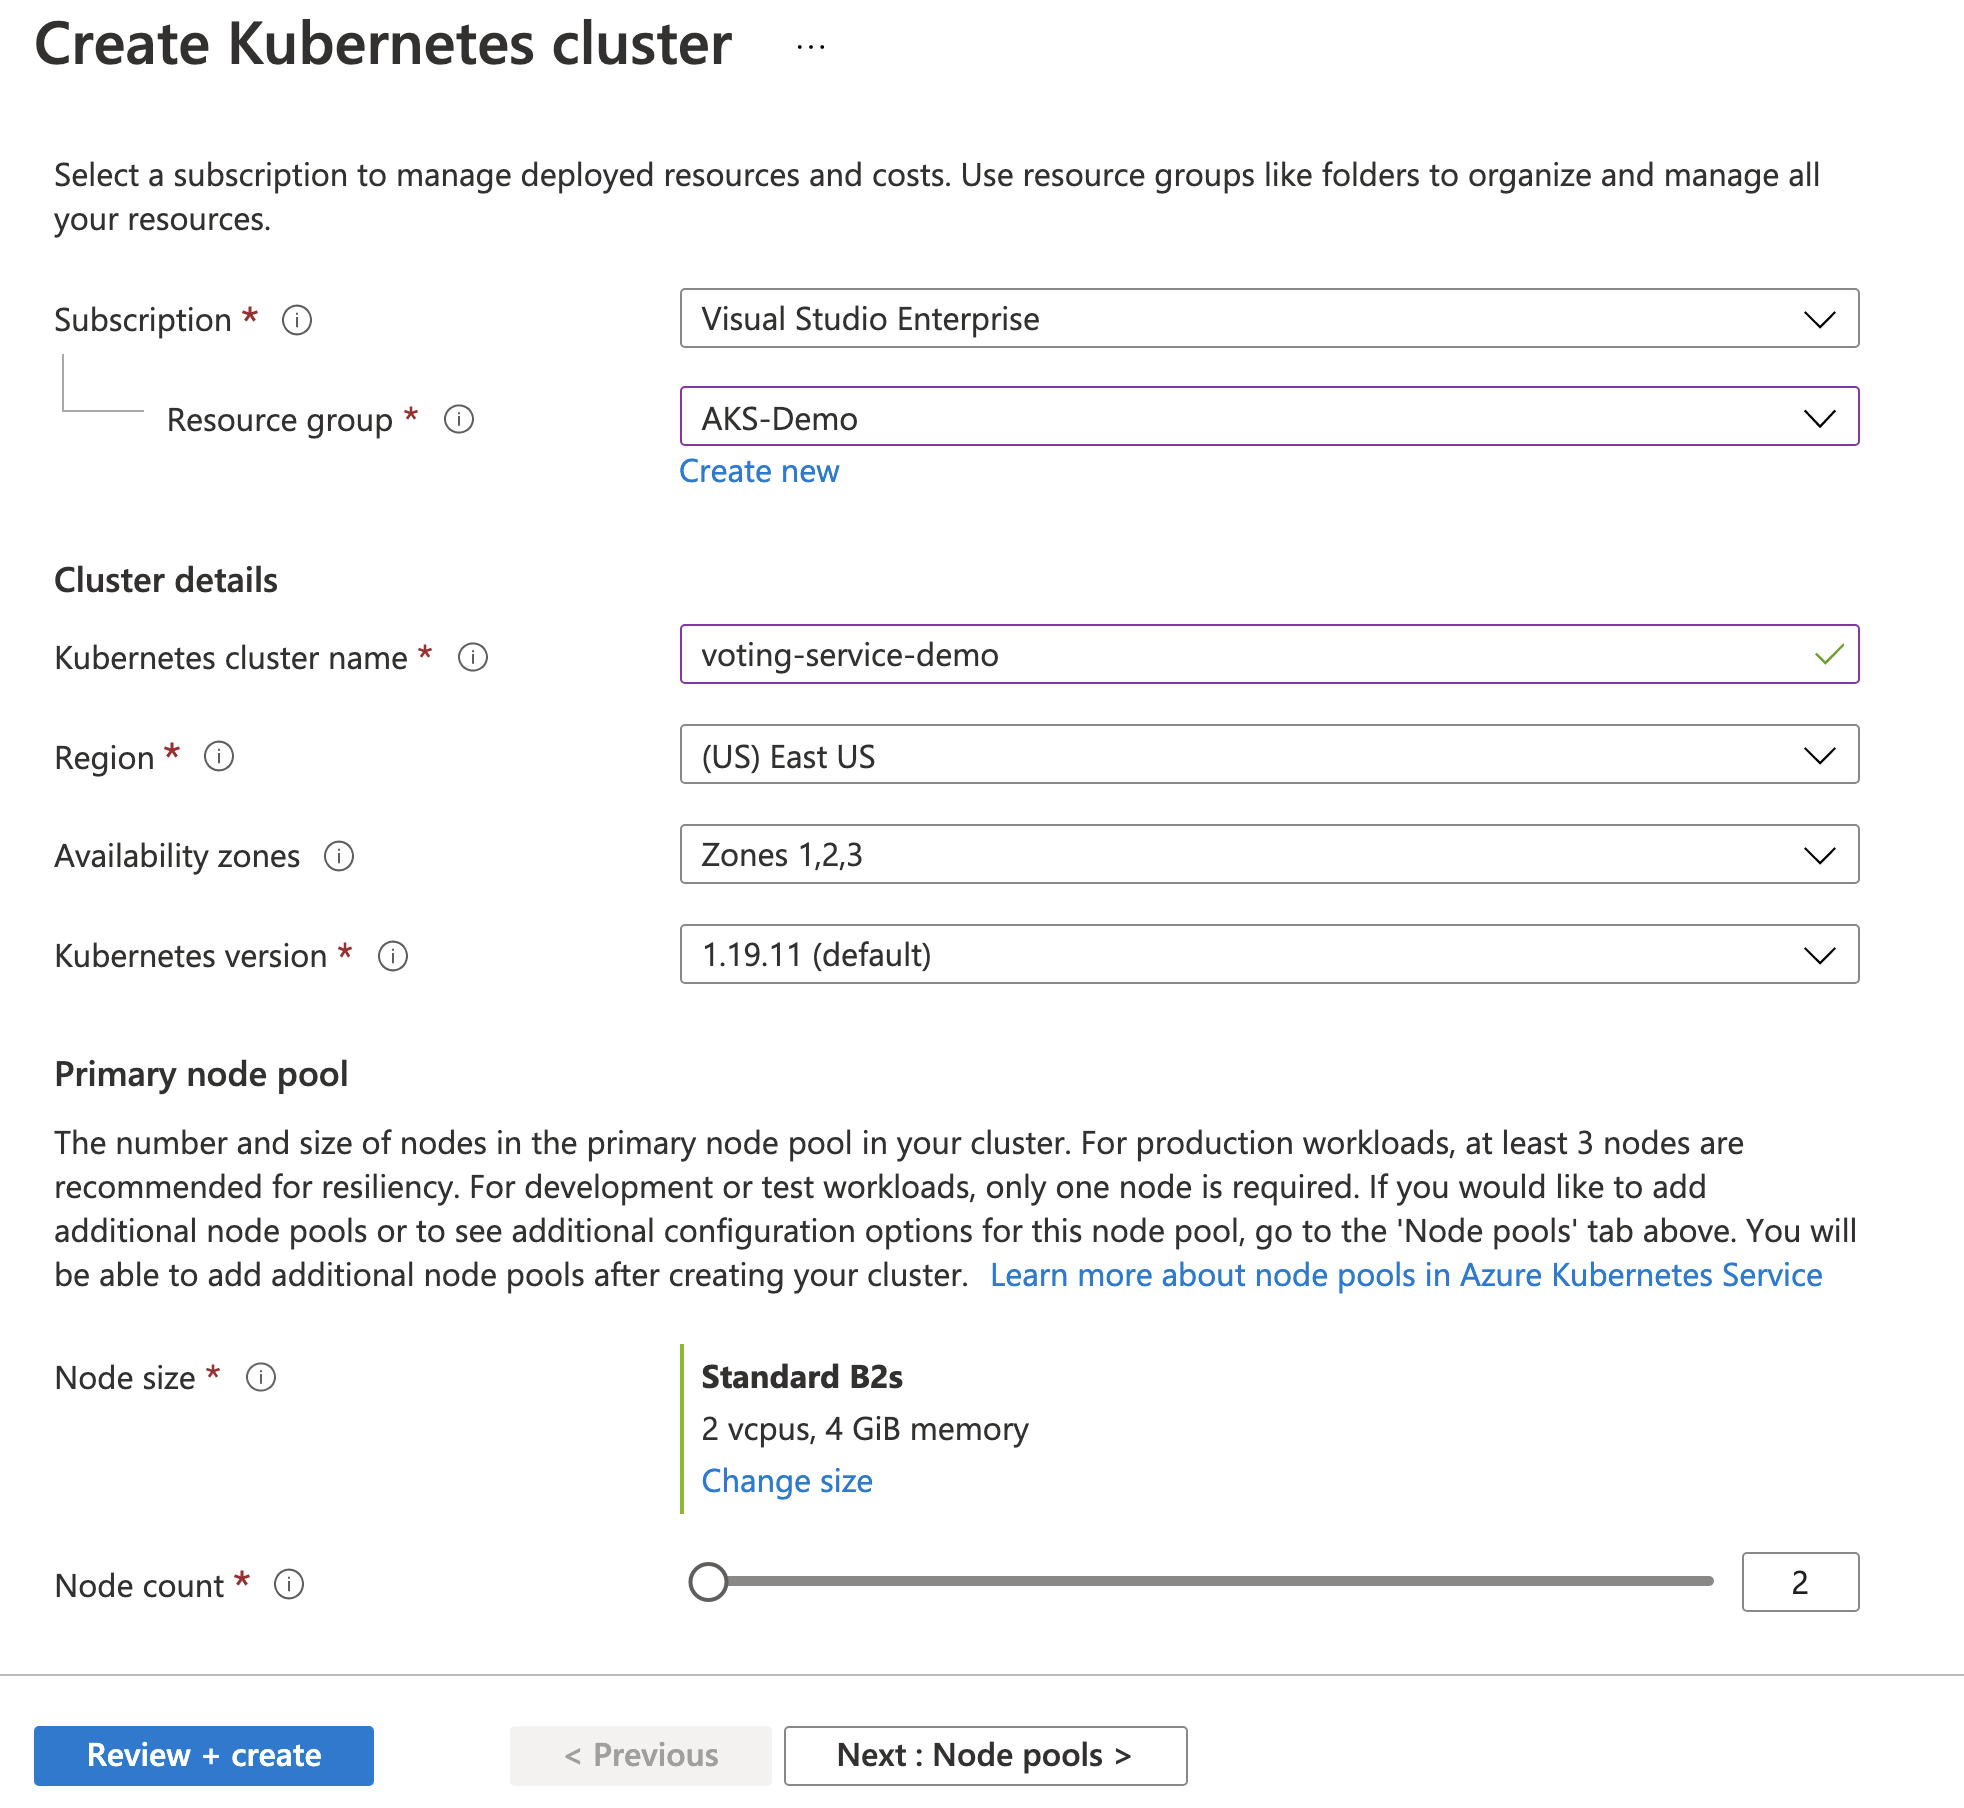 Create Kubernetes cluster ...
Select a subscription to manage deployed resources and costs. Use resource groups like folders to organize and manage all
your resources.
Subscription * Visual Studio Enterprise
Resource group * AKS-Demo
Create new
Cluster details
Kubernetes cluster name * voting-service-demo
Region * (US) East US
Availability zones Zones 1,2,3
Kubernetes version * 1.19.11 (default)
Primary node pool
The number and size of nodes in the primary node pool in your cluster. For production workloads, at least 3 nodes are
recommended for resiliency. For development or test workloads, only one node is required. If you would like to add
additional node pools or to see additional configuration options for this node pool, go to the 'Node pools' tab above. You will
be able to add additional node pools after creating your cluster. Learn more about node pools in Azure Kubernetes Service
Node size * Standard B2s
2 vcpus, 4 GiB memory
Change size
Node count * 2
Review + create < Previous Next : Node pools >